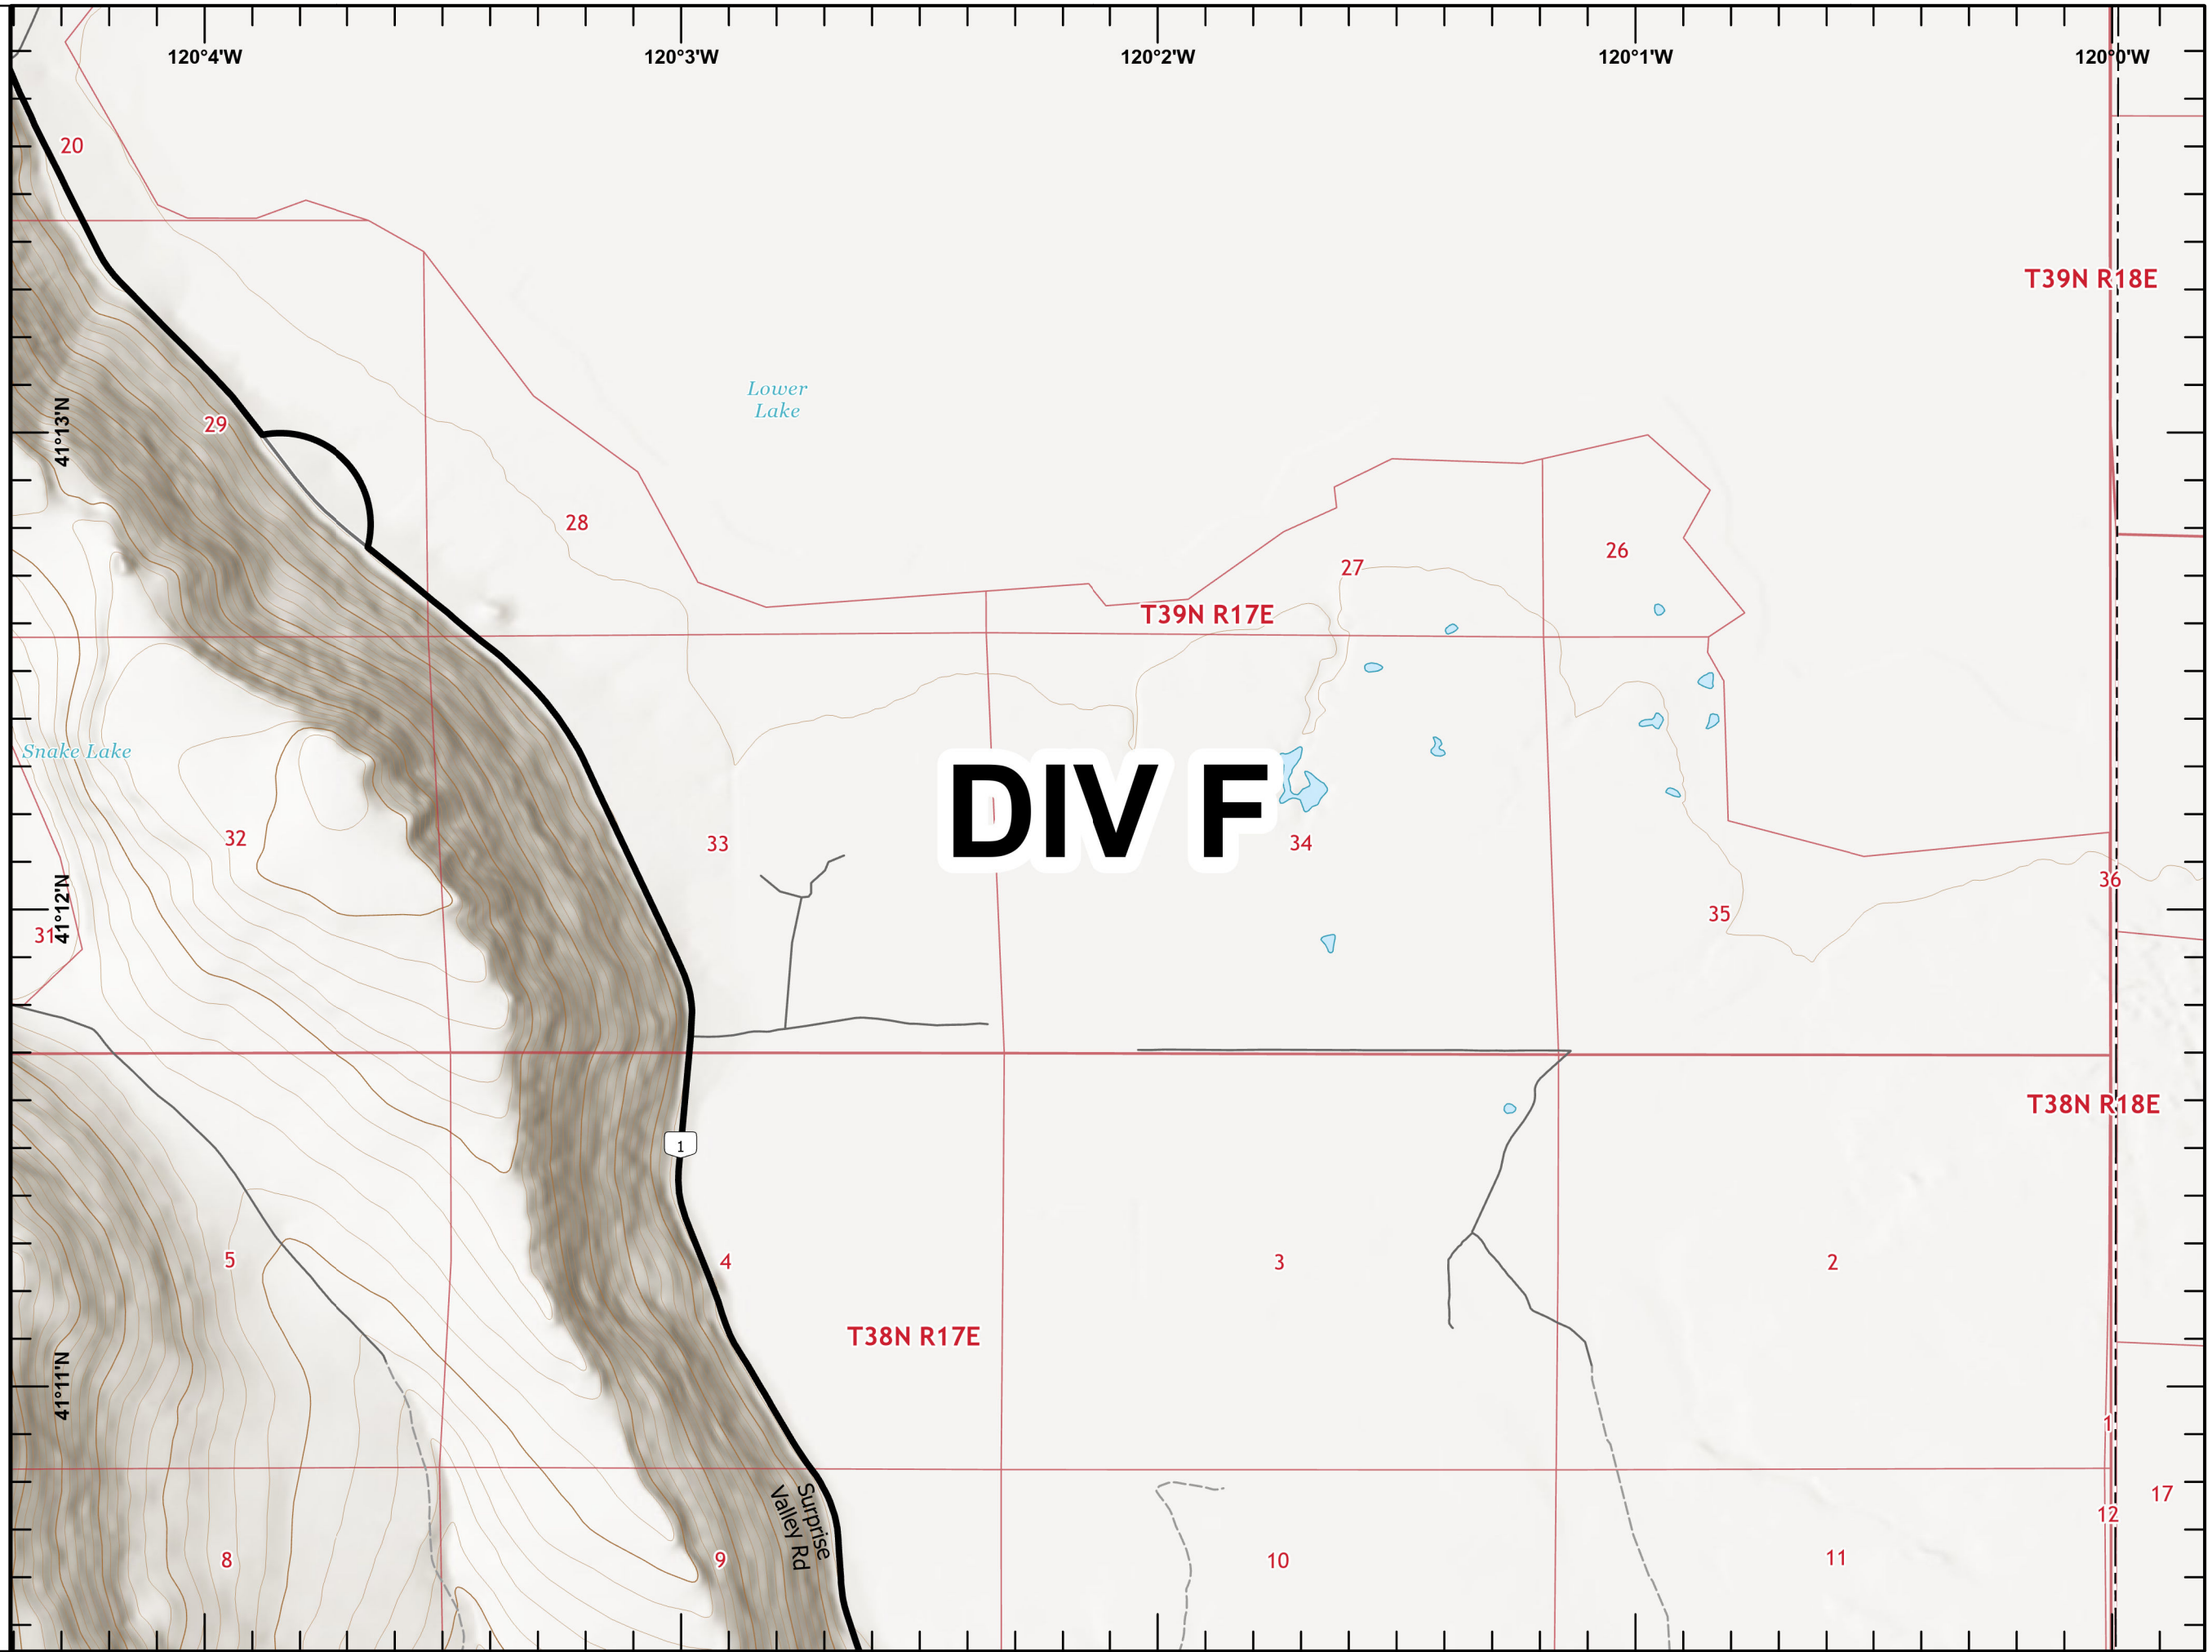 120°4'W
120°3'W
120°2'W
120°1'W
120°0'W
20
T39N R18E
Lower
Lake
41°13'N
29
28
26
27
T39N R17E
Snake Lake
DIV F
32
33
34
36
41°12'N
31
35
T38N R18E
1
5
4
3
2
T38N R17E
41°11'N
1
17
12
Surprise
Valley Rd
8
9
10
11